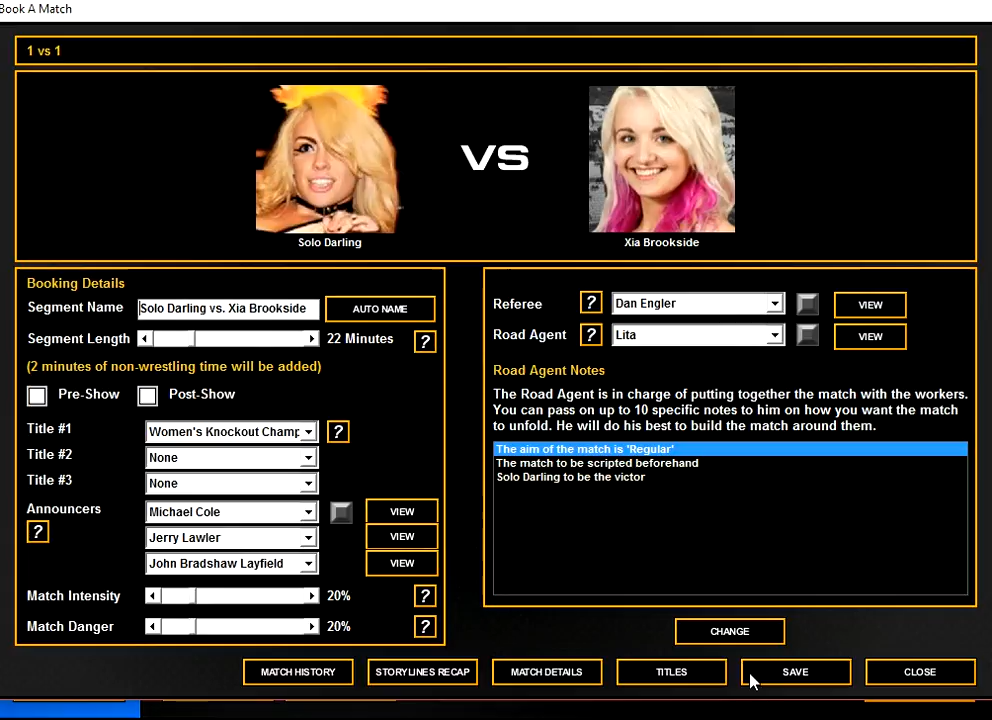 Book A Match
1 vs 1
VS
Solo Darling
Xia Brookside
Booking Details
Segment Name
Solo Darling vs. Xia Brookside
AUTO NAME
Segment Length
22 Minutes
?
(2 minutes of non-wrestling time will be added)
Pre-Show
Post-Show
Title #1
Women's Knockout Champ
?
Title #2
None
Title #3
None
Announcers
Michael Cole
VIEW
?
Jerry Lawler
VIEW
John Bradshaw Layfield
VIEW
Match Intensity
20%
?
Match Danger
20%
?
Referee
?
Dan Engler
VIEW
Road Agent
?
Lita
VIEW
Road Agent Notes
The Road Agent is in charge of putting together the match with the workers.
You can pass on up to 10 specific notes to him on how you want the match
to unfold. He will do his best to build the match around them.
The aim of the match is 'Regular'
The match to be scripted beforehand
Solo Darling to be the victor
CHANGE
MATCH HISTORY
STORYLINES RECAP
MATCH DETAILS
TITLES
SAVE
CLOSE